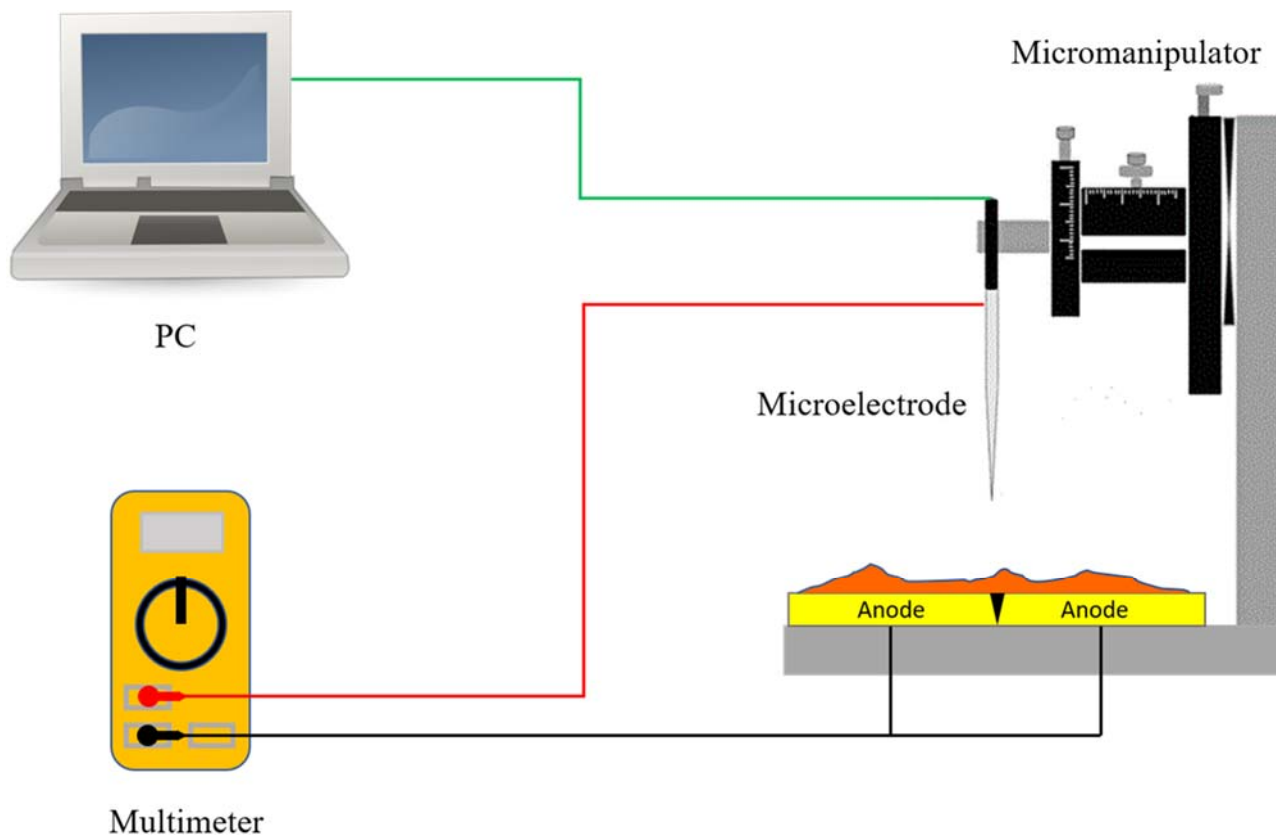 Micromanipulator
PC
Microelectrode
Anode
Anode
Multimeter